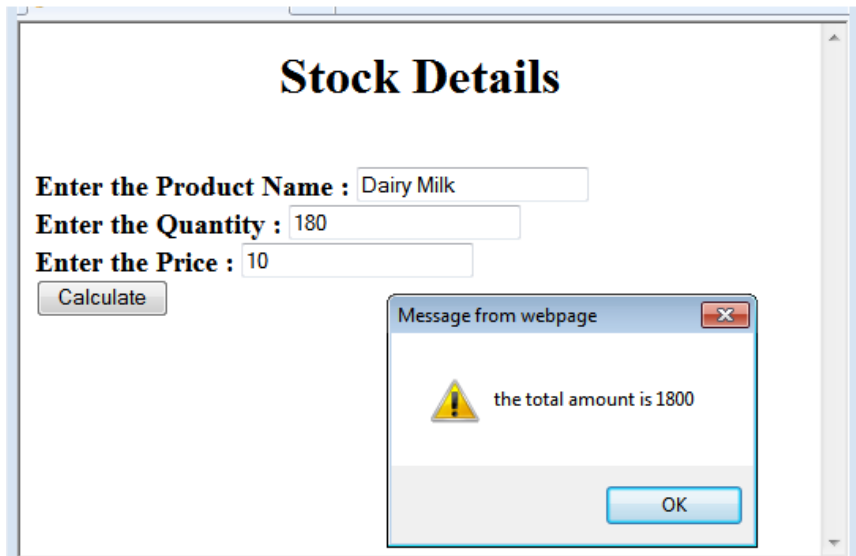 Stock Details
Enter the Product Name : Dairy Milk
Enter the Quantity : 180
Enter the Price : 10
Calculate
Message from webpage
the total amount is 1800
OK